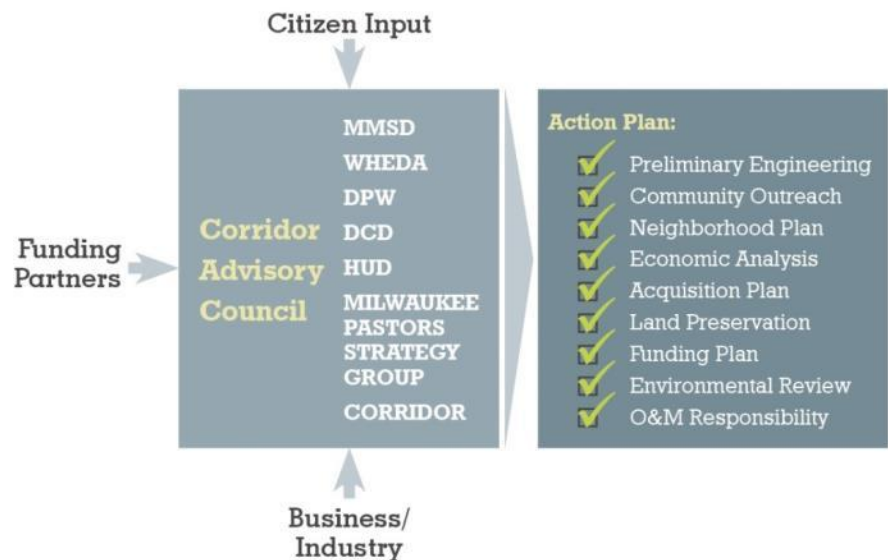 Citizen Input
Funding
Partners
Corridor
Advisory
Council
MMSD
WHEDA
DPW
DCD
HUD
MILWAUKEE
PASTORS
STRATEGY
GROUP
CORRIDOR
Business/
Industry
Action Plan:
Preliminary Engineering
Community Outreach
Neighborhood Plan
Economic Analysis
Acquisition Plan
Land Preservation
Funding Plan
Environmental Review
O&M Responsibility